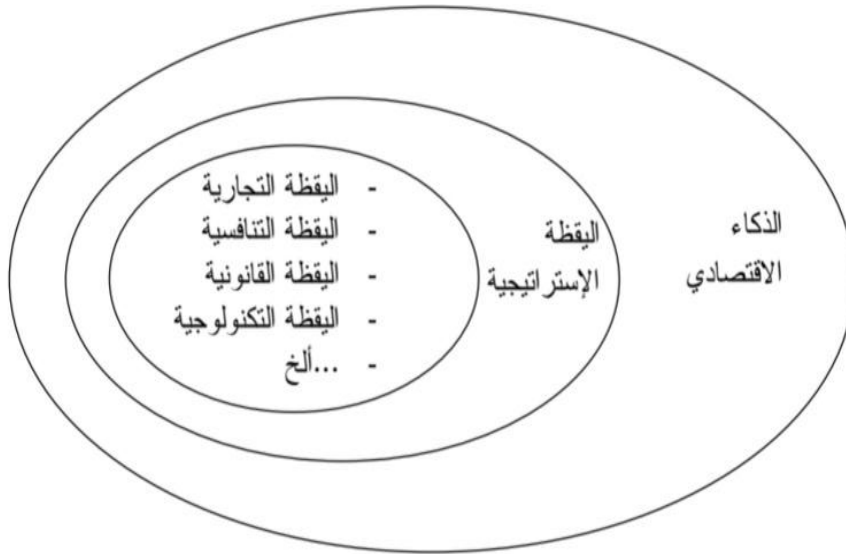 - اليقظة التجارية
- اليقظة التنافسية
- اليقظة القانونية
- اليقظة التكنولوجية
- ...ألخ
اليقظة
الإستراتيجية
الذكاء
الاقتصادي